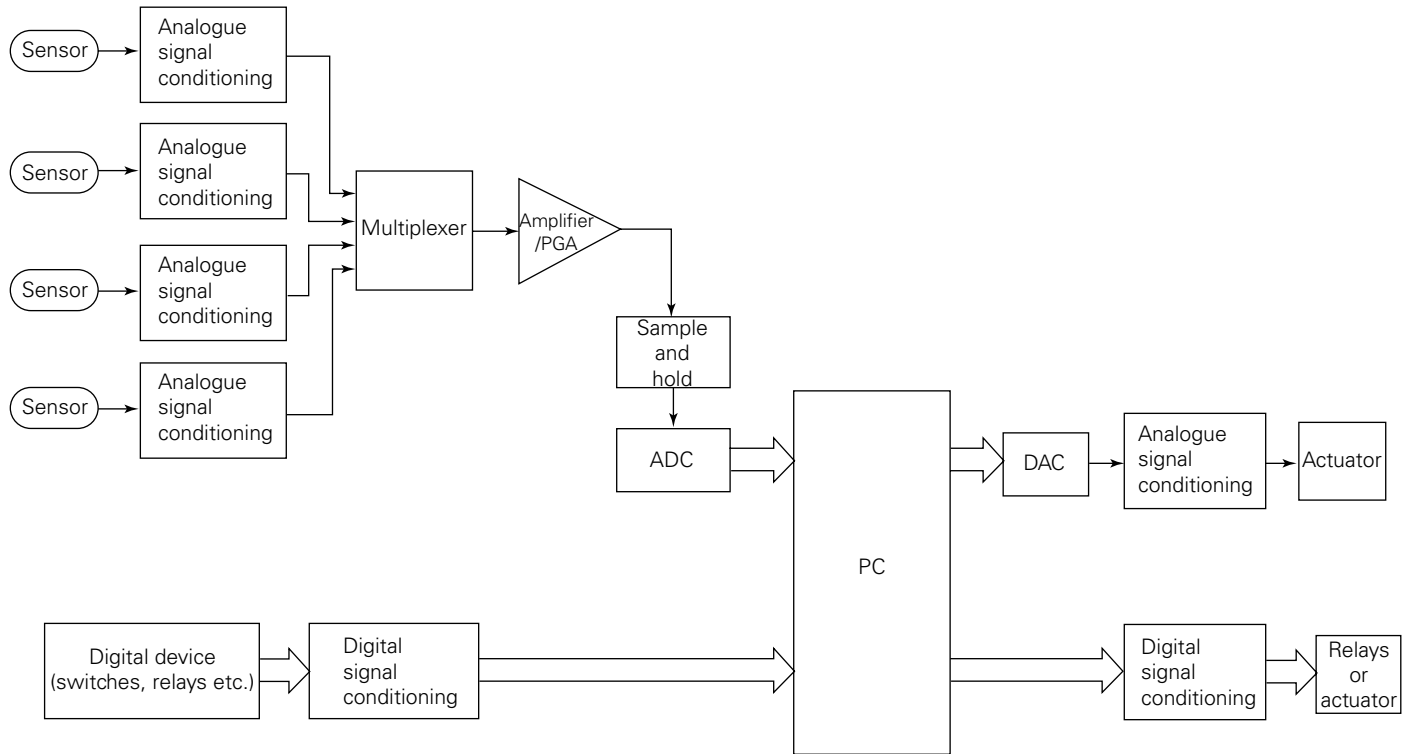 Sensor
Analogue
signal
conditioning
Sensor
Analogue
signal
conditioning
Sensor
Analogue
signal
conditioning
Sensor
Analogue
signal
conditioning
Multiplexer
Amplifier
/PGA
Sample
and
hold
ADC
PC
DAC
Analogue
signal
conditioning
Actuator
Digital device
(switches, relays etc.)
Digital
signal
conditioning
Digital
signal
conditioning
Relays
or
actuator